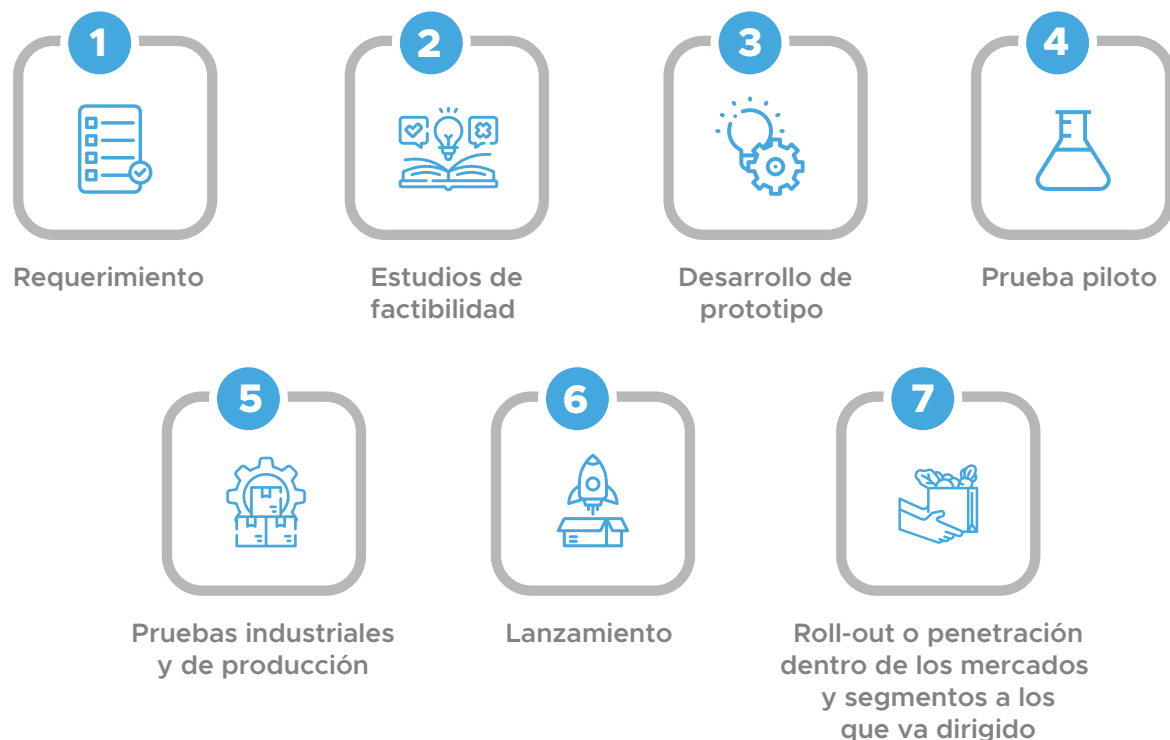 1
2
3
4
Requerimiento
Estudios de
factibilidad
Desarrollo de
prototipo
Prueba piloto
5
6
7
Pruebas industriales
y de producción
Lanzamiento
Roll-out o penetración
dentro de los mercados
y segmentos a los
que va dirigido